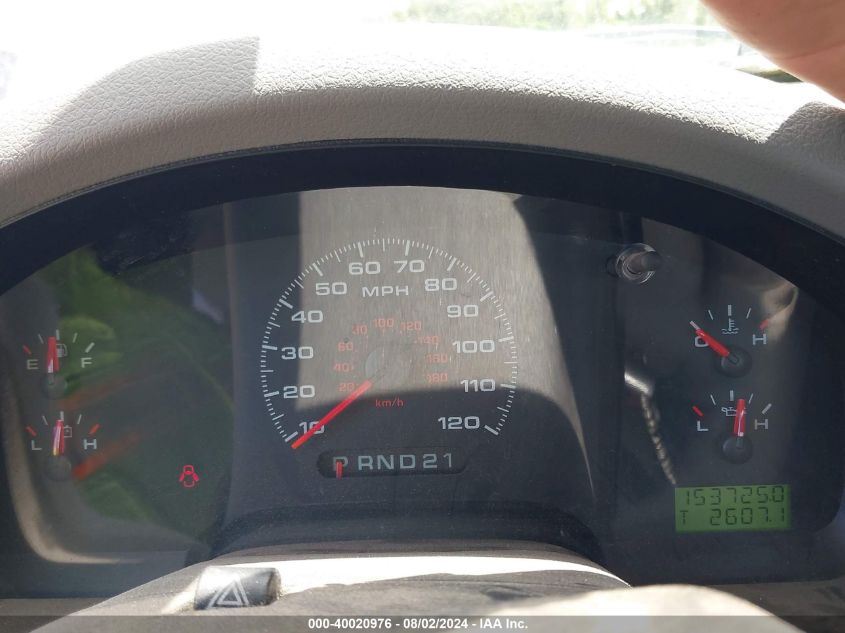 60 70
50 80
MPH
40 90
80 100 120
60 140
30 100
160
40
20 180
20 110
km/h
10 120
P R N D 2 1
E F
L H
C H
L H
153725.0
T 2607.1
000-40020976 - 08/02/2024 - IAA Inc.